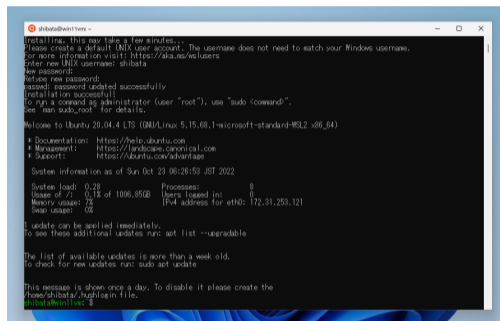 shibata@win11vm: ~
Installing, this may take a few minutes...
Please create a default UNIX user account. The username does not need to match your Windows username.
For more information visit: https://aka.ms/wslusers
Enter new UNIX username: shibata
New password:
Retype new password:
passwd: password updated successfully
Installation successful!
To run a command as administrator (user "root"), use "sudo <command>".
See "man sudo_root" for details.
Welcome to Ubuntu 20.04.4 LTS (GNU/Linux 5.15.68.1-microsoft-standard-WSL2 x86_64)
* Documentation: https://help.ubuntu.com
* Management: https://landscape.canonical.com
* Support: https://ubuntu.com/advantage
System information as of Sun Oct 23 06:26:53 JST 2022
System load: 0.28 Processes: 8
Usage of /: 0.1% of 1006.85GB Users logged in: 0
Memory usage: 7% IPv4 address for eth0: 172.31.253.121
Swap usage: 0%
1 update can be applied immediately.
To see these additional updates run: apt list --upgradable
The list of available updates is more than a week old.
To check for new updates run: sudo apt update
This message is shown once a day. To disable it please create the
/home/shibata/.hushlogin file.
shibata@win11vm:~$